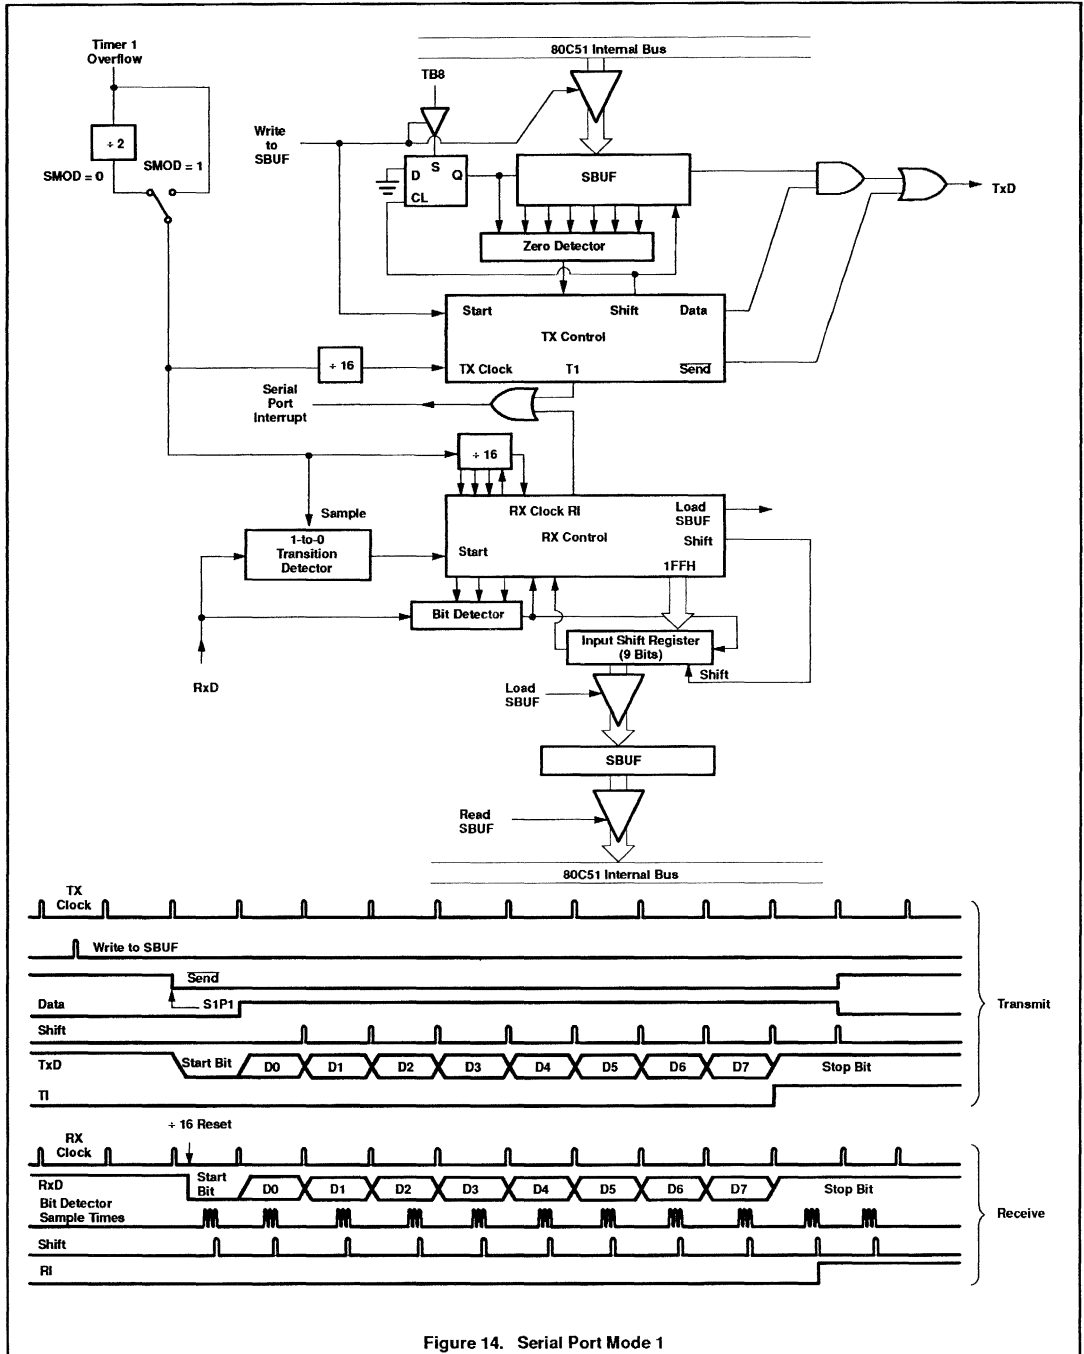 Timer 1
Overflow
80C51 Internal Bus
TB8
Write
to
SBUF
÷ 2
SMOD = 1
SMOD = 0
S
D
Q
CL
SBUF
TxD
Zero Detector
Start
Shift
Data
TX Control
÷ 16
TX Clock
T1
Send
Serial
Port
Interrupt
÷ 16
Sample
RX Clock RI
Load
SBUF
RX Control
Shift
1-to-0
Transition
Detector
Start
1FFH
Bit Detector
Input Shift Register
(9 Bits)
Shift
RxD
Load
SBUF
SBUF
Read
SBUF
80C51 Internal Bus
TX
Clock
Write to SBUF
Send
Data
S1P1
Transmit
Shift
TxD
Start Bit
D0
D1
D2
D3
D4
D5
D6
D7
Stop Bit
TI
÷ 16 Reset
RX
Clock
RxD
Start
Bit
D0
D1
D2
D3
D4
D5
D6
D7
Stop Bit
Bit Detector
Sample Times
Receive
Shift
RI
Figure 14. Serial Port Mode 1